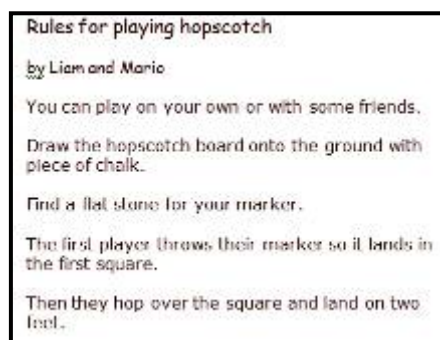 Rules for playing hopscotch
by Liam and Mario
You can play on your own or with some friends.
Draw the hopscotch board onto the ground with
piece of chalk.
Find a flat stone for your marker.
The first player throws their marker so it lands in
the first square.
Then they hop over the square and land on two
feet.